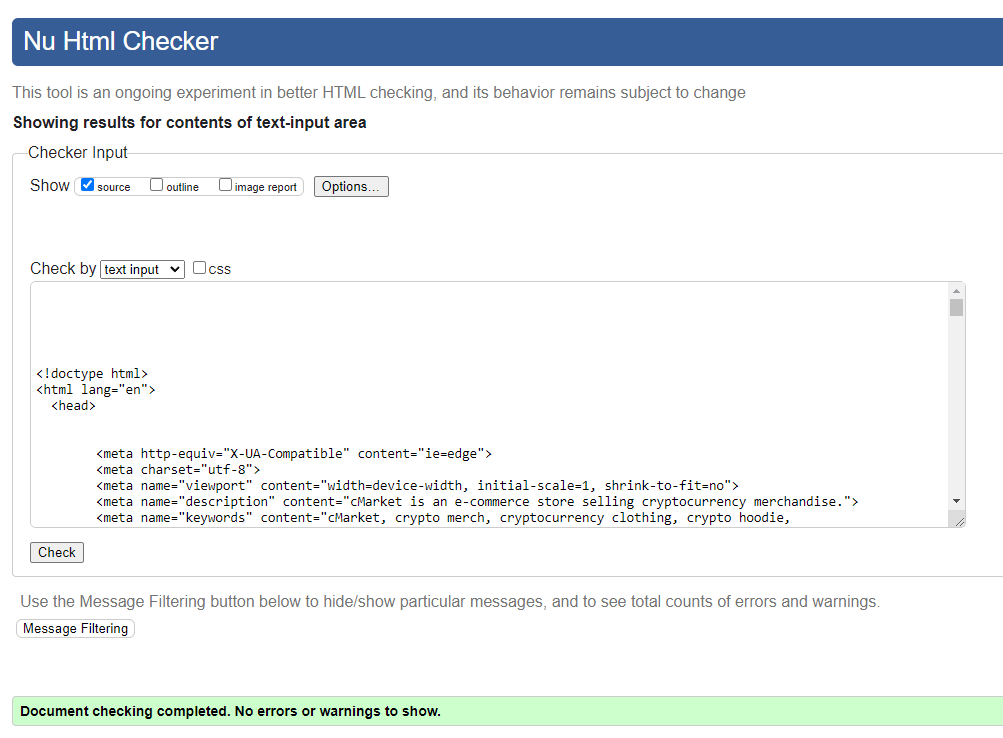 Nu Html Checker
This tool is an ongoing experiment in better HTML checking, and its behavior remains subject to change
Showing results for contents of text-input area
Checker Input
Show source outline image report Options...
Check by text input css
<!doctype html>
<html lang="en">
<head>
<meta http-equiv="X-UA-Compatible" content="ie=edge">
<meta charset="utf-8">
<meta name="viewport" content="width=device-width, initial-scale=1, shrink-to-fit=no">
<meta name="description" content="cMarket is an e-commerce store selling cryptocurrency merchandise.">
<meta name="keywords" content="cMarket, crypto merch, cryptocurrency clothing, crypto hoodie,
Check
Use the Message Filtering button below to hide/show particular messages, and to see total counts of errors and warnings.
Message Filtering
Document checking completed. No errors or warnings to show.